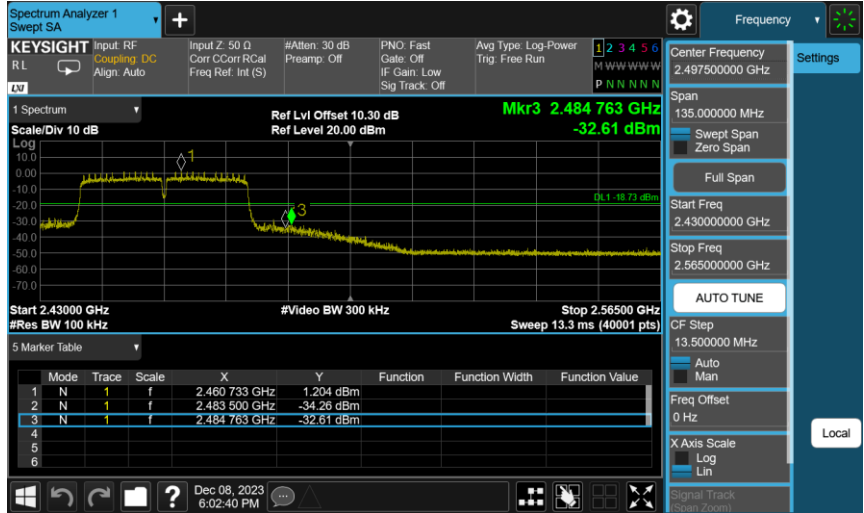 Spectrum Analyzer 1
Swept SA
+
Frequency
KEYSIGHT
R L
LXI
Input: RF
Coupling: DC
Align: Auto
Input Z: 50 Ω
Corr CCorr RCal
Freq Ref: Int (S)
#Atten: 30 dB
Preamp: Off
PNO: Fast
Gate: Off
IF Gain: Low
Sig Track: Off
Avg Type: Log-Power
Trig: Free Run
1 2 3 4 5 6
M W W W W W
P N N N N N
1 Spectrum
Scale/Div 10 dB
Ref Lvl Offset 10.30 dB
Ref Level 20.00 dBm
Mkr3 2.484 763 GHz
-32.61 dBm
Log
10.0
0.00
-10.0
-20.0
-30.0
-40.0
-50.0
-60.0
-70.0
1
3
DL1 -18.73 dBm
Start 2.43000 GHz
#Res BW 100 kHz
#Video BW 300 kHz
Stop 2.56500 GHz
Sweep 13.3 ms (40001 pts)
5 Marker Table
Mode Trace Scale X Y Function Function Width Function Value
1 N 1 f 2.460 733 GHz 1.204 dBm
2 N 1 f 2.483 500 GHz -34.26 dBm
3 N 1 f 2.484 763 GHz -32.61 dBm
4
5
6
?
Dec 08, 2023
6:02:40 PM
Center Frequency
2.497500000 GHz
Span
135.000000 MHz
Swept Span
Zero Span
Full Span
Start Freq
2.430000000 GHz
Stop Freq
2.565000000 GHz
AUTO TUNE
CF Step
13.500000 MHz
Auto
Man
Freq Offset
0 Hz
X Axis Scale
Log
Lin
Signal Track
(Span Zoom)
Settings
Local